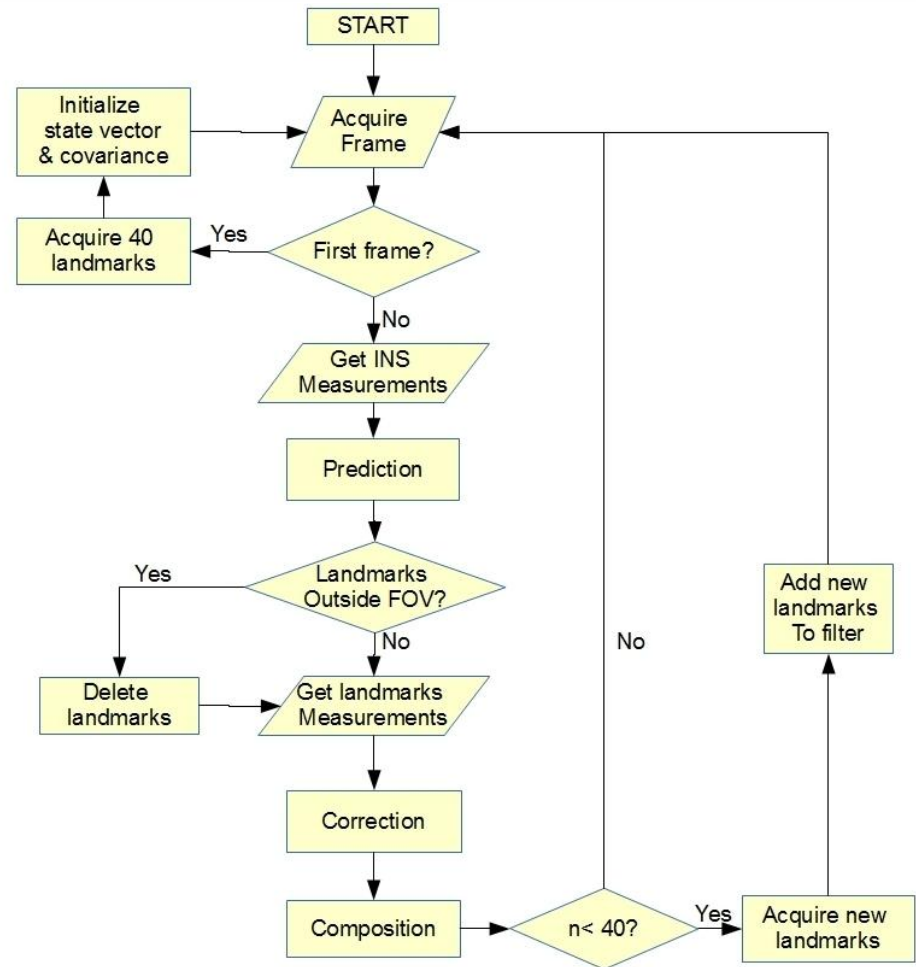 START
Acquire
Frame
Initialize
state vector
& covariance
Acquire 40
landmarks
Yes
First frame?
No
Get INS
Measurements
Prediction
Landmarks
Outside FOV?
Yes
No
Delete
landmarks
Get landmarks
Measurements
Correction
Composition
n< 40?
No
Yes
Acquire new
landmarks
Add new
landmarks
To filter